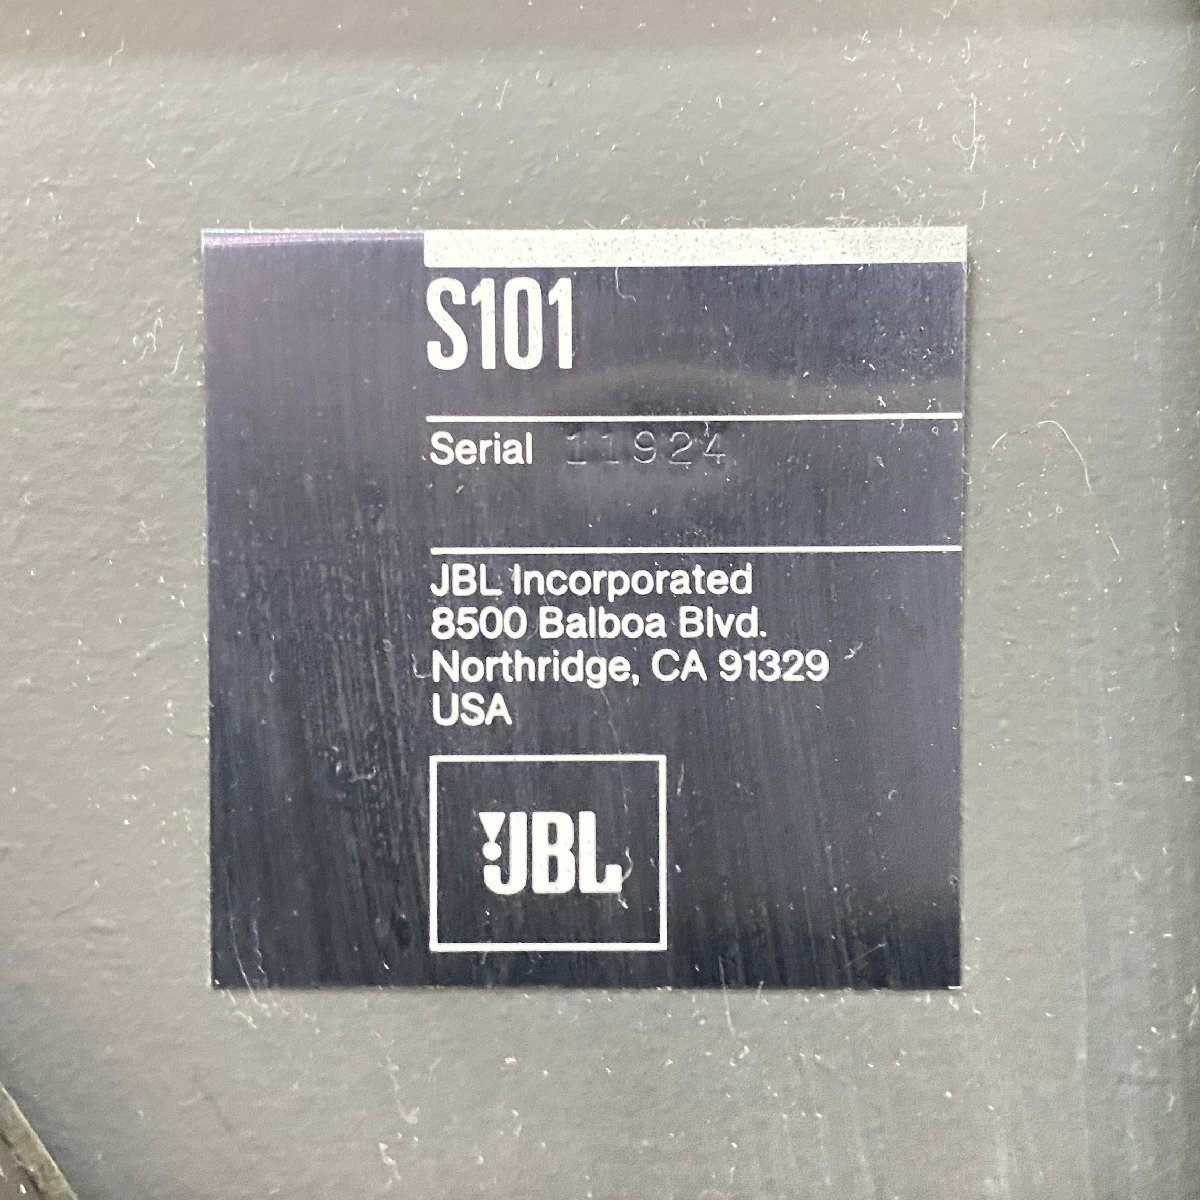 S101
Serial 11924
JBL Incorporated
8500 Balboa Blvd.
Northridge, CA 91329
USA
JBL